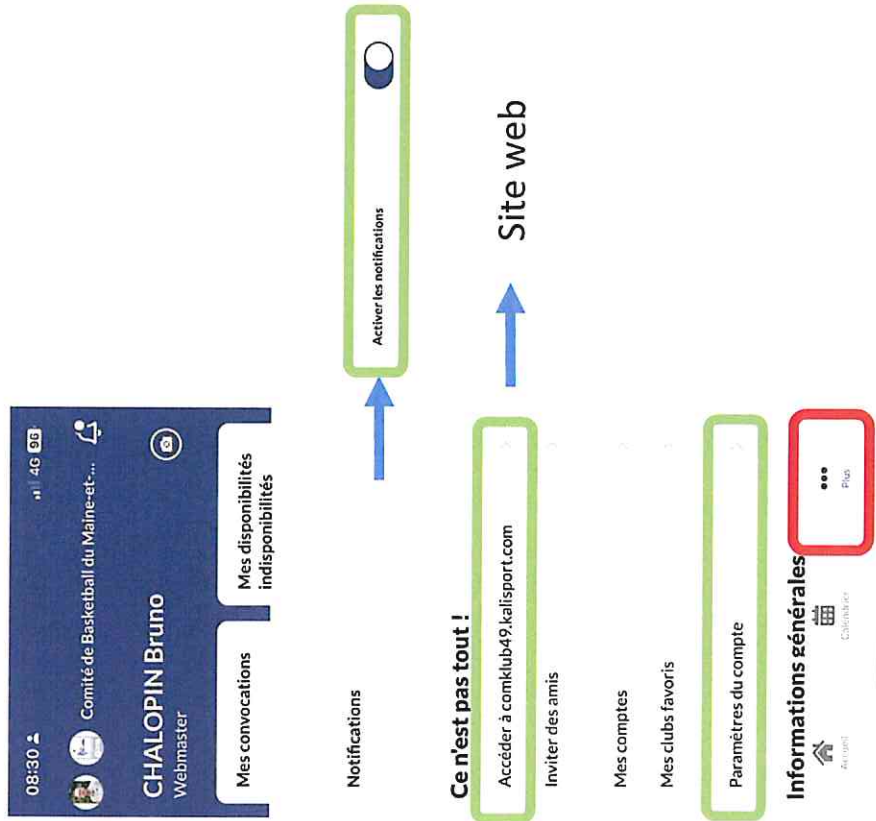 08:30
4G 96
Comité de Basketball du Maine-et-...
CHALOPIN Bruno
Webmaster
Mes convocations
Mes disponibilités
indisponibilités
Notifications
Activer les notifications
Ce n'est pas tout !
Accéder à comklub49.kalisport.com
Site web
Inviter des amis
Mes comptes
Mes clubs favoris
Paramètres du compte
Informations générales
Accueil
Calendrier
Plus